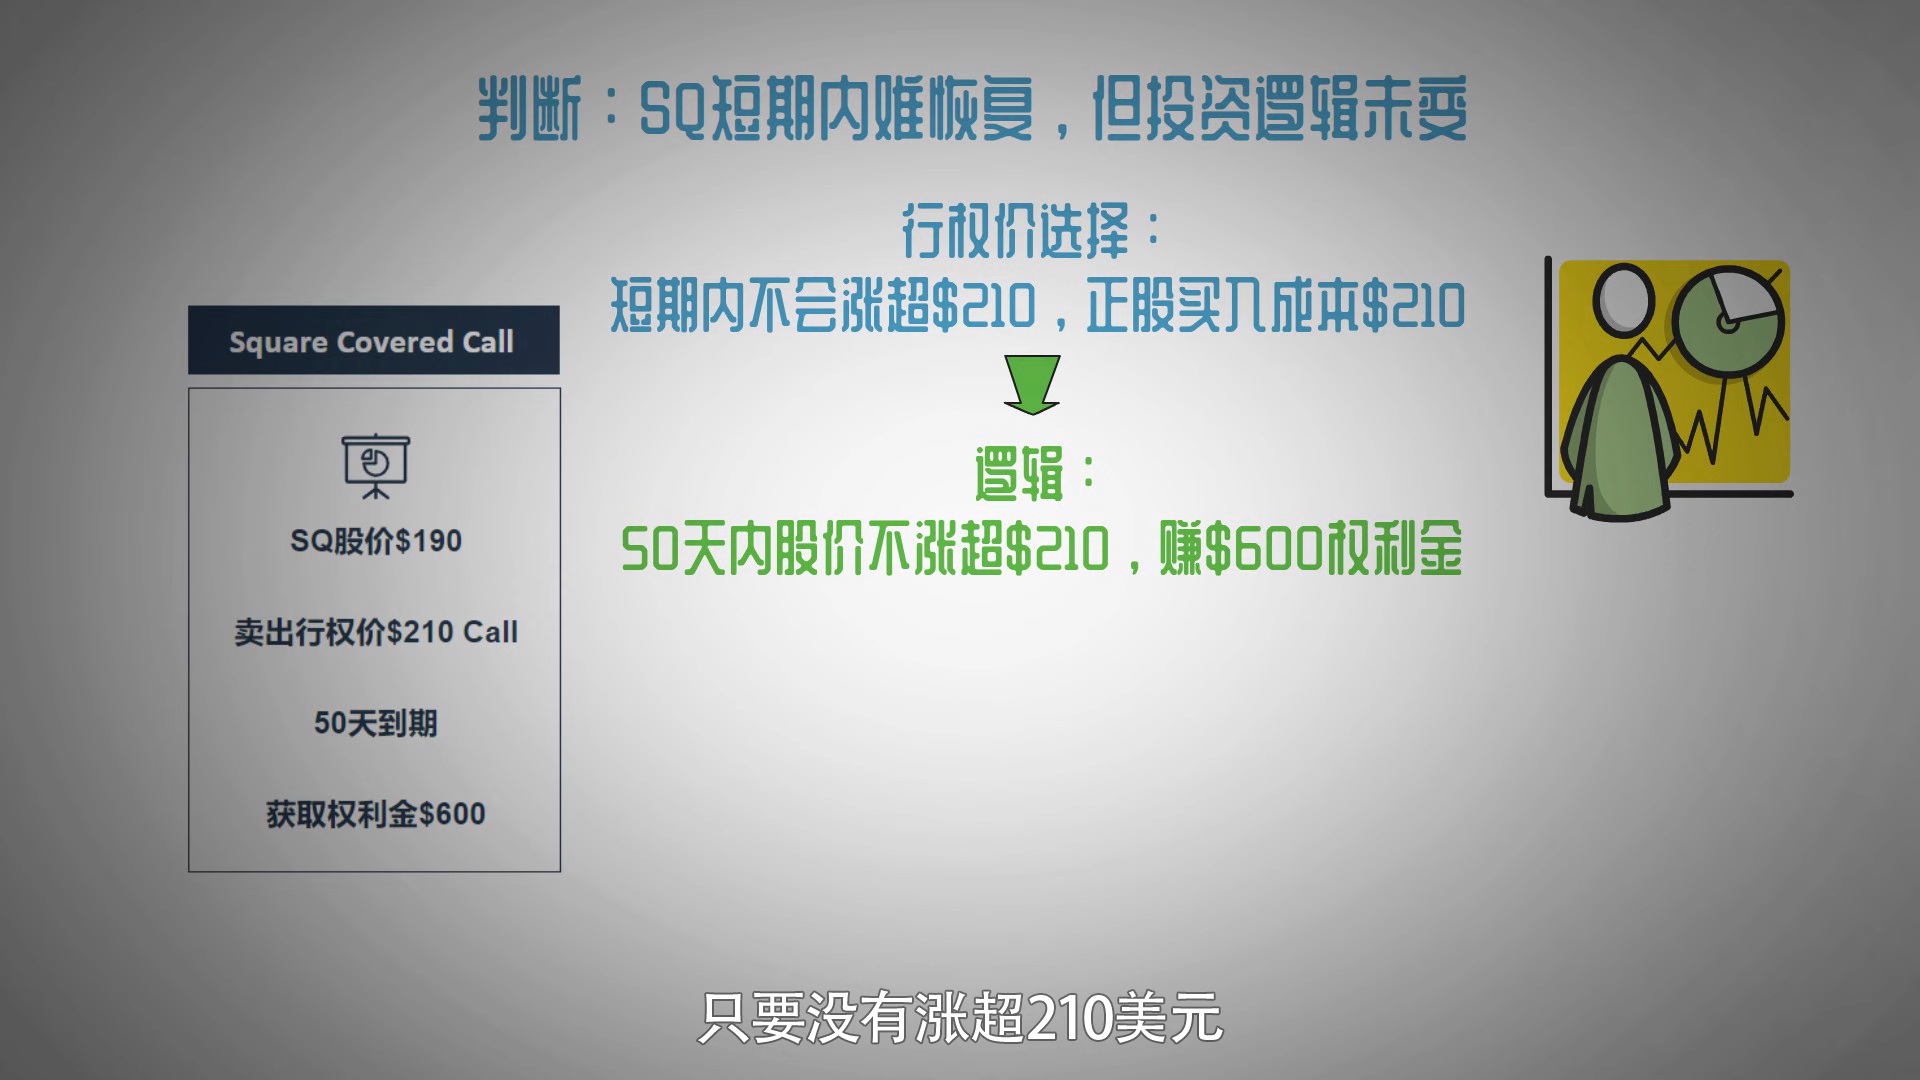 判断：SQ短期内难恢复，但投资逻辑未变
行权价选择：
短期内不会涨超$210，正股买入成本$210
逻辑：
50天内股价不涨超$210，赚$600权利金
Square Covered Call
SQ股价$190
卖出行权价$210 Call
50天到期
获取权利金$600
只要没有涨超210美元